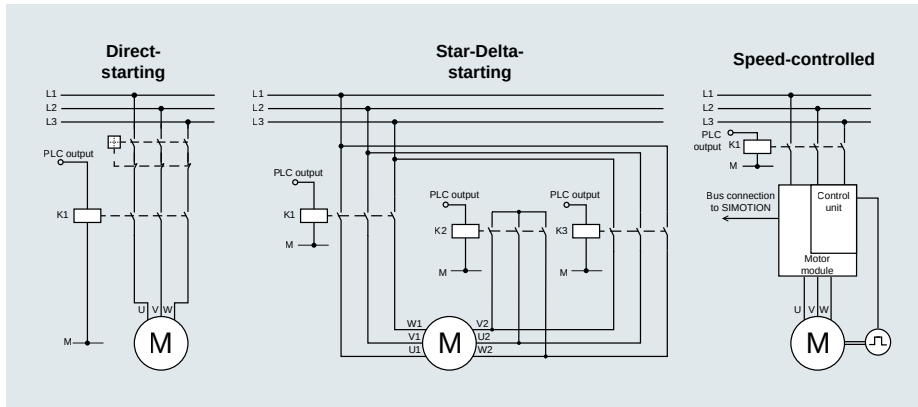 Direct-
starting
L1
L2
L3
PLC output
K1
M
U V W
M
Star-Delta-
starting
L1
L2
L3
PLC output
K1
M
PLC output
K2
M
PLC output
K3
M
W1
V1
U1
M
V2
U2
W2
Speed-controlled
L1
L2
L3
PLC
output
K1
M
Bus connection
to SIMOTION
Control
unit
Motor
module
U V W
M